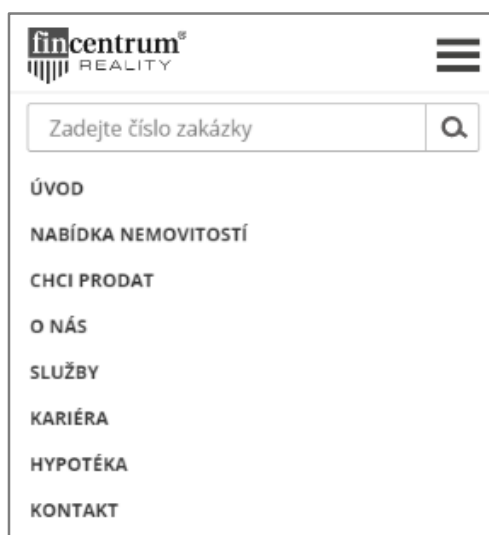 fincentrum®
REALITY
Zadejte číslo zakázky
ÚVOD
NABÍDKA NEMOVITOSTÍ
CHCI PRODAT
O NÁS
SLUŽBY
KARIÉRA
HYPOTÉKA
KONTAKT